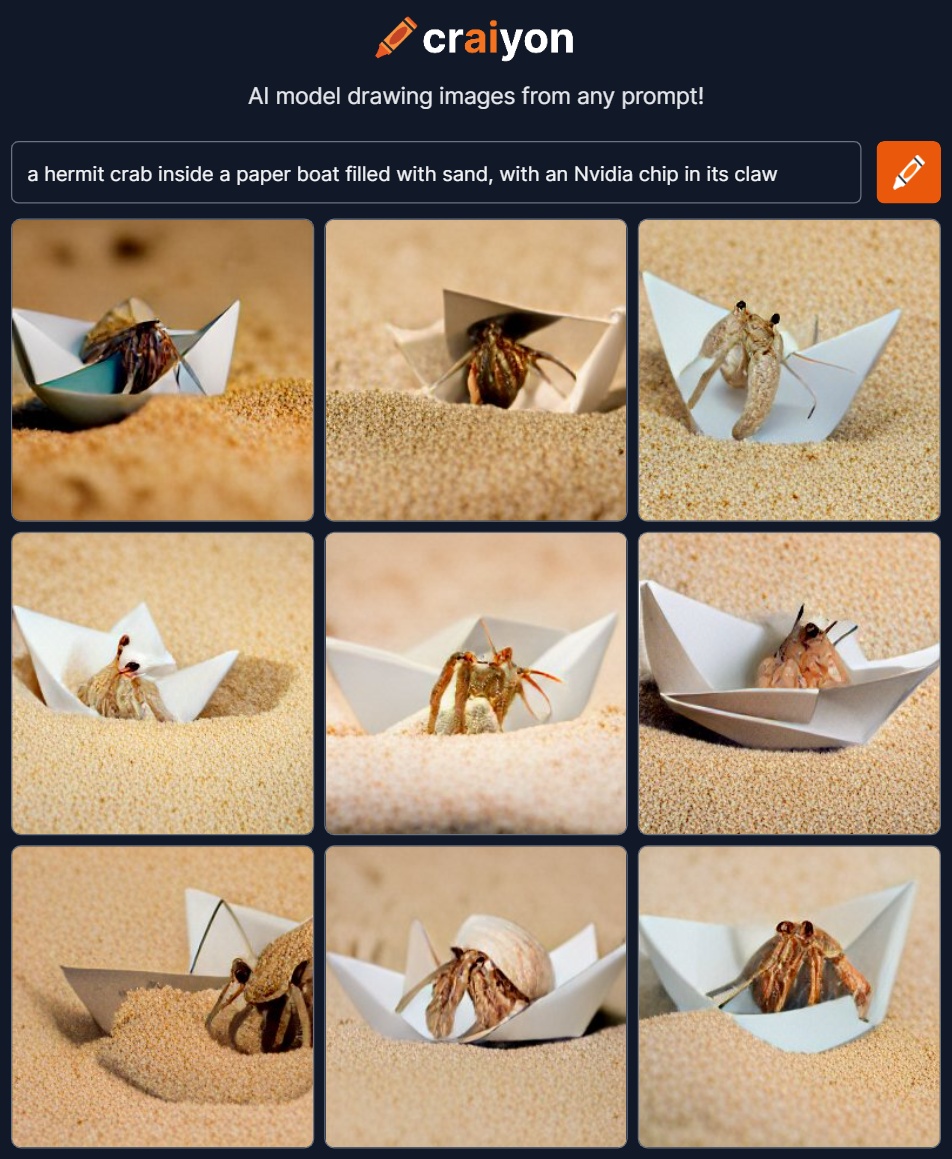 craiyon
AI model drawing images from any prompt!
a hermit crab inside a paper boat filled with sand, with an Nvidia chip in its claw